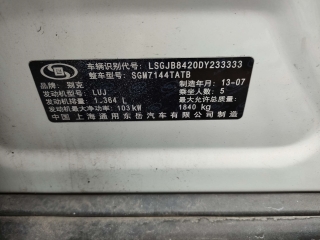 车辆识别代号: LSGJB8420DY233333
整车型号: SGM7144TATB
品牌: 别克 制造年月: 13-07
发动机型号: LUJ 乘坐人数: 5
发动机排量: 1.364 L 最大允许总质量:
发动机最大净功率: 103 kW 1840 kg
中国上海通用东岳汽车有限公司制造